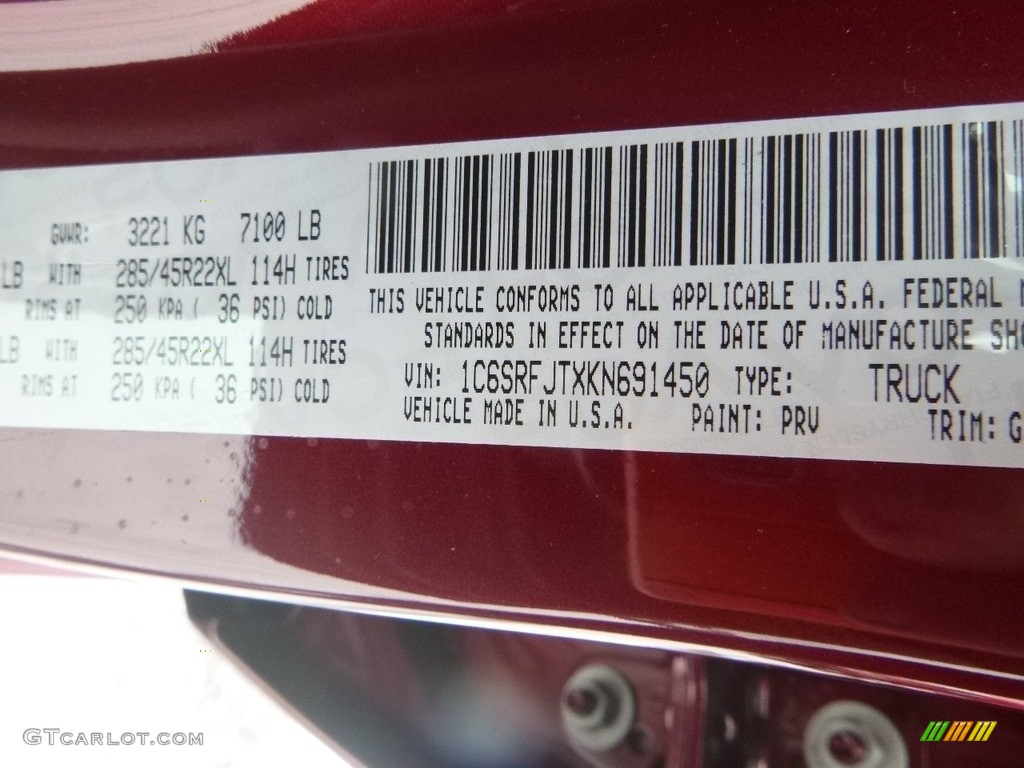 GVWR: 3221 KG 7100 LB
LB WITH 285/45R22XL 114H TIRES
RIMS AT 250 KPA ( 36 PSI) COLD
LB WITH 285/45R22XL 114H TIRES
RIMS AT 250 KPA ( 36 PSI) COLD
THIS VEHICLE CONFORMS TO ALL APPLICABLE U.S.A. FEDERAL
STANDARDS IN EFFECT ON THE DATE OF MANUFACTURE SHO
VIN: 1C6SRFJTXKN691450 TYPE: TRUCK
VEHICLE MADE IN U.S.A. PAINT: PRV TRIM: G
GTcarlot.com